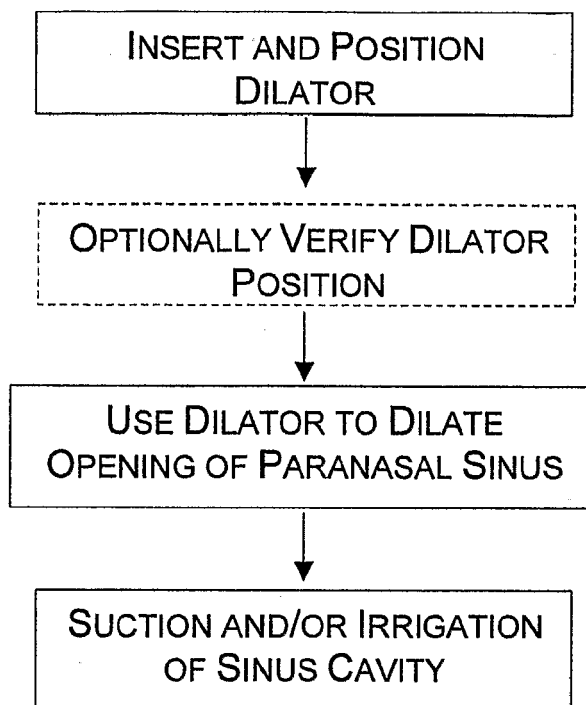 INSERT AND POSITION
DILATOR
OPTIONALLY VERIFY DILATOR
POSITION
USE DILATOR TO DILATE
OPENING OF PARANASAL SINUS
SUCTION AND/OR IRRIGATION
OF SINUS CAVITY